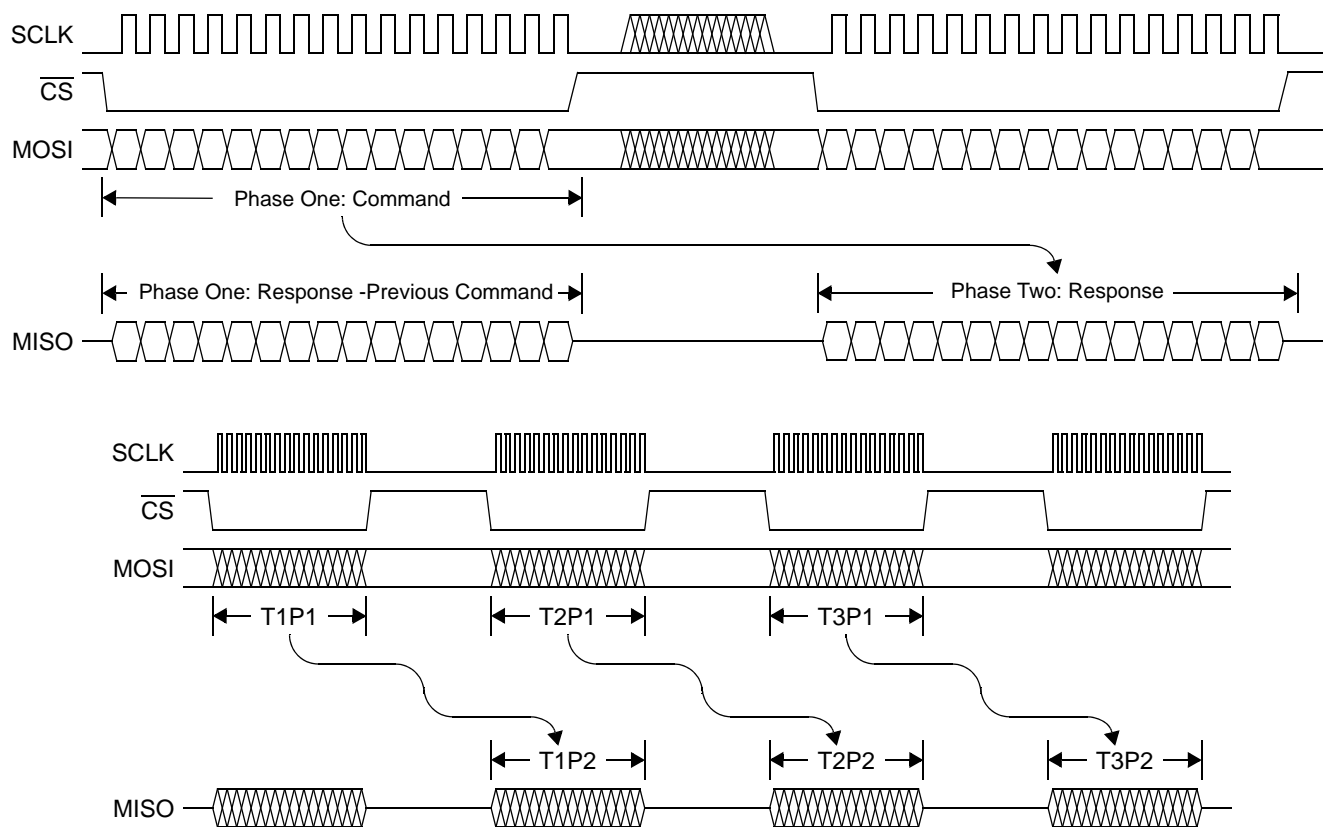 SCLK
CS
MOSI
Phase One: Command
Phase One: Response -Previous Command
Phase Two: Response
MISO
SCLK
CS
MOSI
T1P1
T2P1
T3P1
T1P2
T2P2
T3P2
MISO